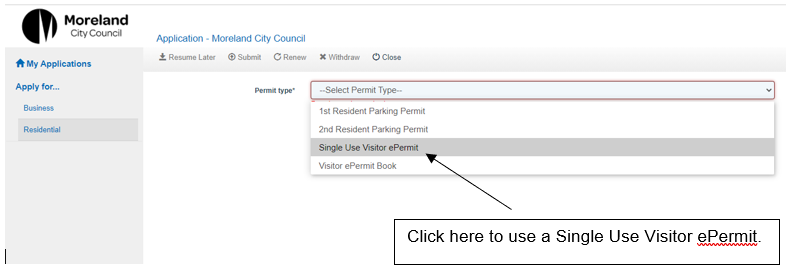 Moreland
City Council
Application - Moreland City Council
Resume Later Submit Renew Withdraw Close
My Applications
Apply for...
Business
Residential
Permit type*
--Select Permit Type--
1st Resident Parking Permit
2nd Resident Parking Permit
Single Use Visitor ePermit
Visitor ePermit Book
Click here to use a Single Use Visitor ePermit.